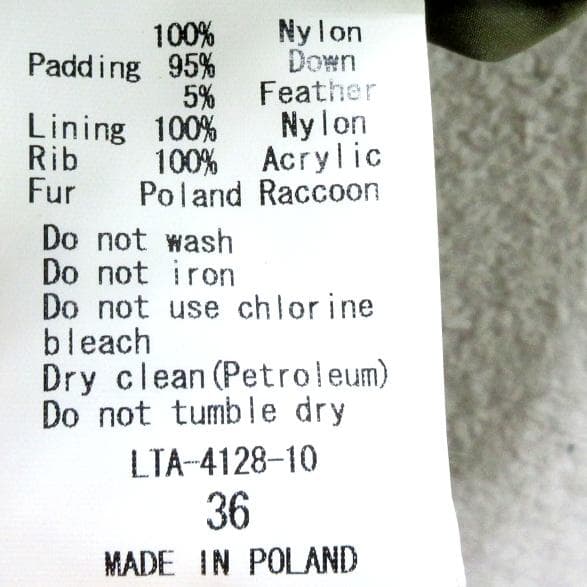 100% Nylon
Padding 95% Down
5% Feather
Lining 100% Nylon
Rib 100% Acrylic
Fur Poland Raccoon
Do not wash
Do not iron
Do not use chlorine
bleach
Dry clean(Petroleum)
Do not tumble dry
LTA-4128-10
36
MADE IN POLAND